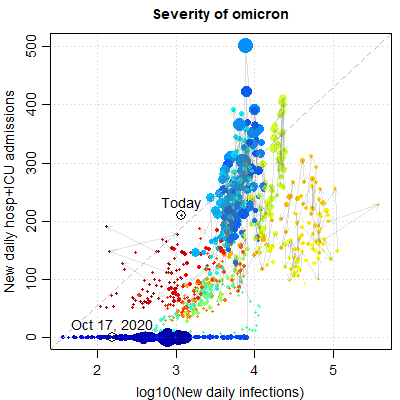 Severity of omicron
New daily hosp+ICU admissions
500
400
300
200
100
0
Today
Oct 17, 2020
2
3
4
5
log10(New daily infections)